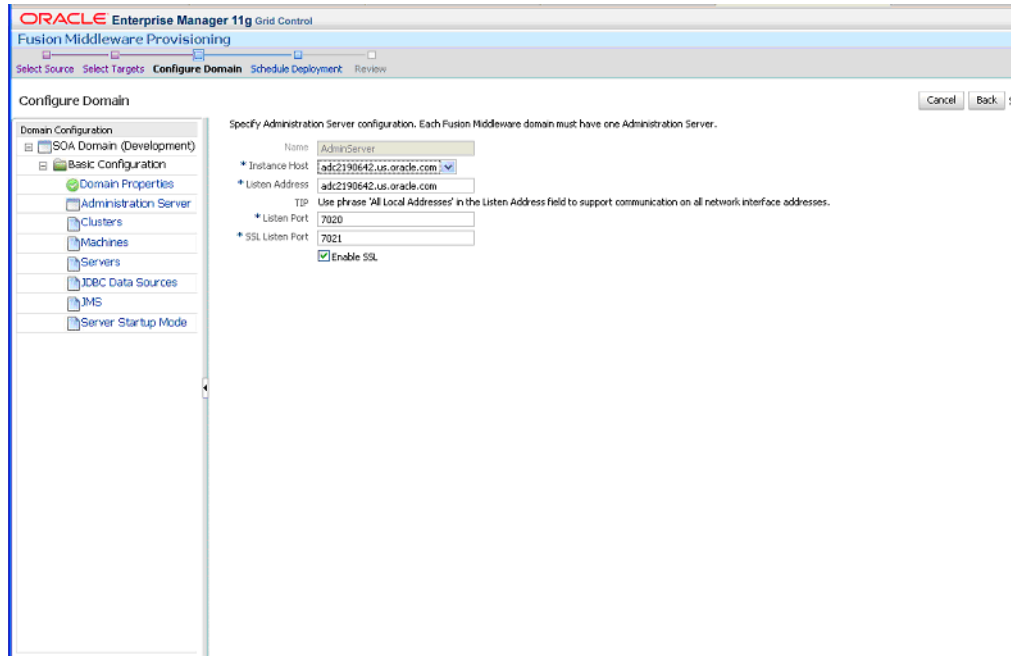 ORACLE Enterprise Manager 11g Grid Control
Fusion Middleware Provisioning
Select Source Select Targets Configure Domain Schedule Deployment Review
Configure Domain
Cancel Back
Domain Configuration
SOA Domain (Development)
Basic Configuration
Domain Properties
Administration Server
Clusters
Machines
Servers
JDBC Data Sources
JMS
Server Startup Mode
Specify Administration Server configuration. Each Fusion Middleware domain must have one Administration Server.
Name AdminServer
* Instance Host adc2190642.us.oracle.com
* Listen Address adc2190642.us.oracle.com
TIP Use phrase 'All Local Addresses' in the Listen Address field to support communication on all network interface addresses.
* Listen Port 7020
* SSL Listen Port 7021
Enable SSL